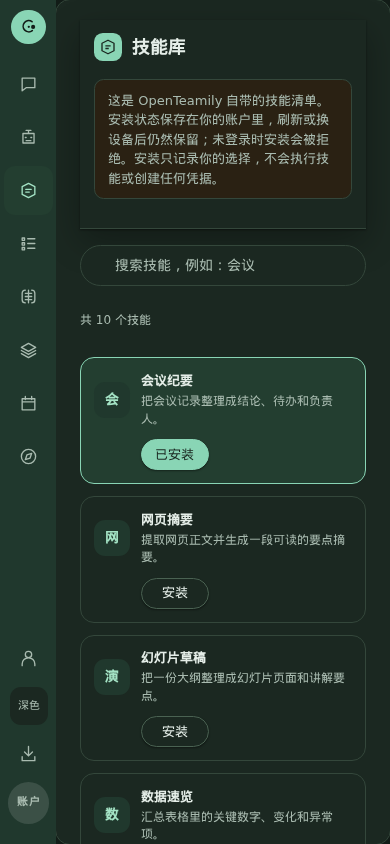 技能库
这是 OpenTeamily 自带的技能清单。
安装状态保存在你的账户里，刷新或换
设备后仍然保留；未登录时安装会被拒
绝。安装只记录你的选择，不会执行技
能或创建任何凭据。
搜索技能，例如：会议
共 10 个技能
会
会议纪要
把会议记录整理成结论、待办和负责
人。
已安装
网
网页摘要
提取网页正文并生成一段可读的要点摘
要。
安装
演
幻灯片草稿
把一份大纲整理成幻灯片页面和讲解要
点。
安装
数
数据速览
汇总表格里的关键数字、变化和异常
项。
深色
账户